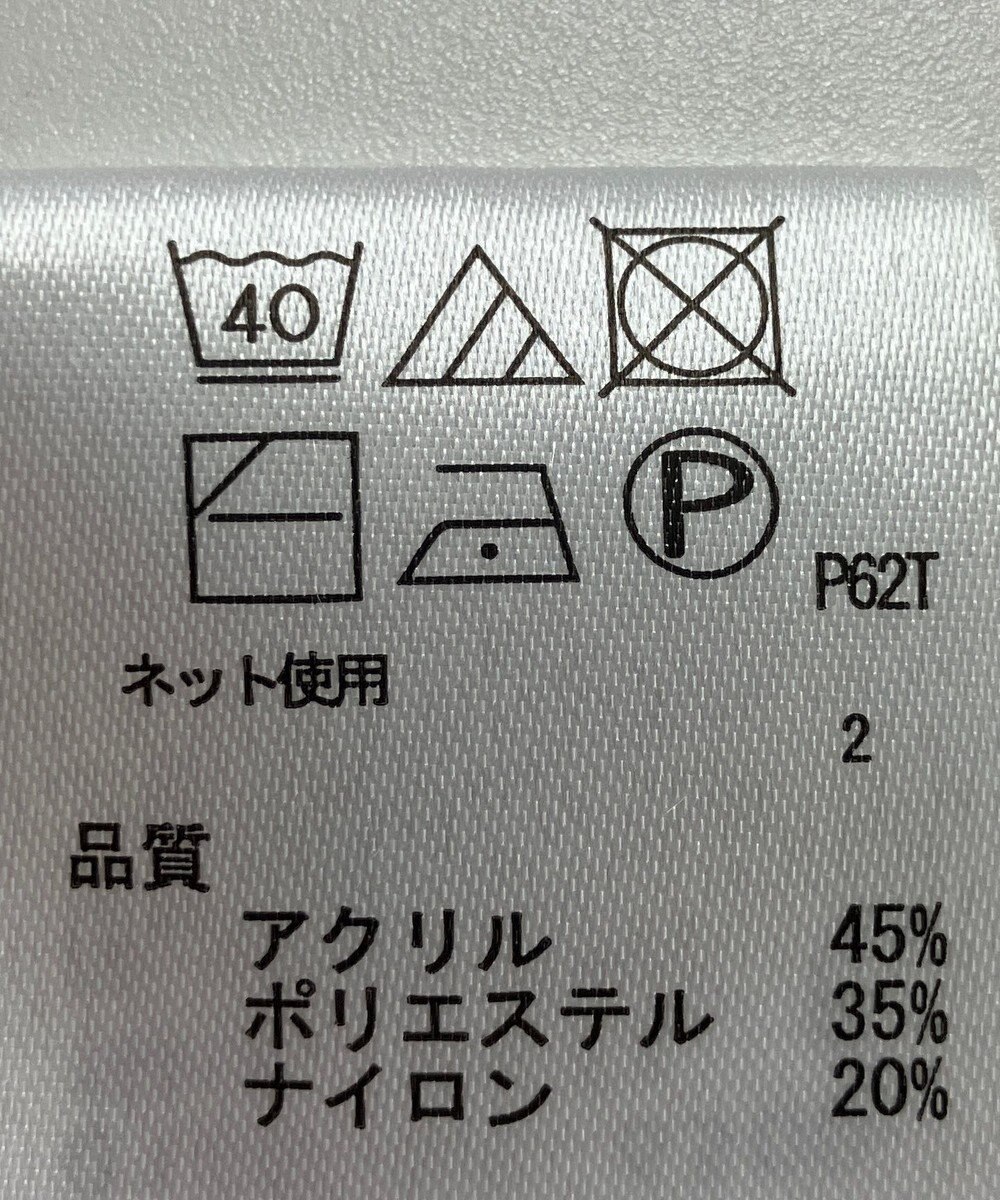 40
P
P62T
ネット使用
2
品質
アクリル 45%
ポリエステル 35%
ナイロン 20%